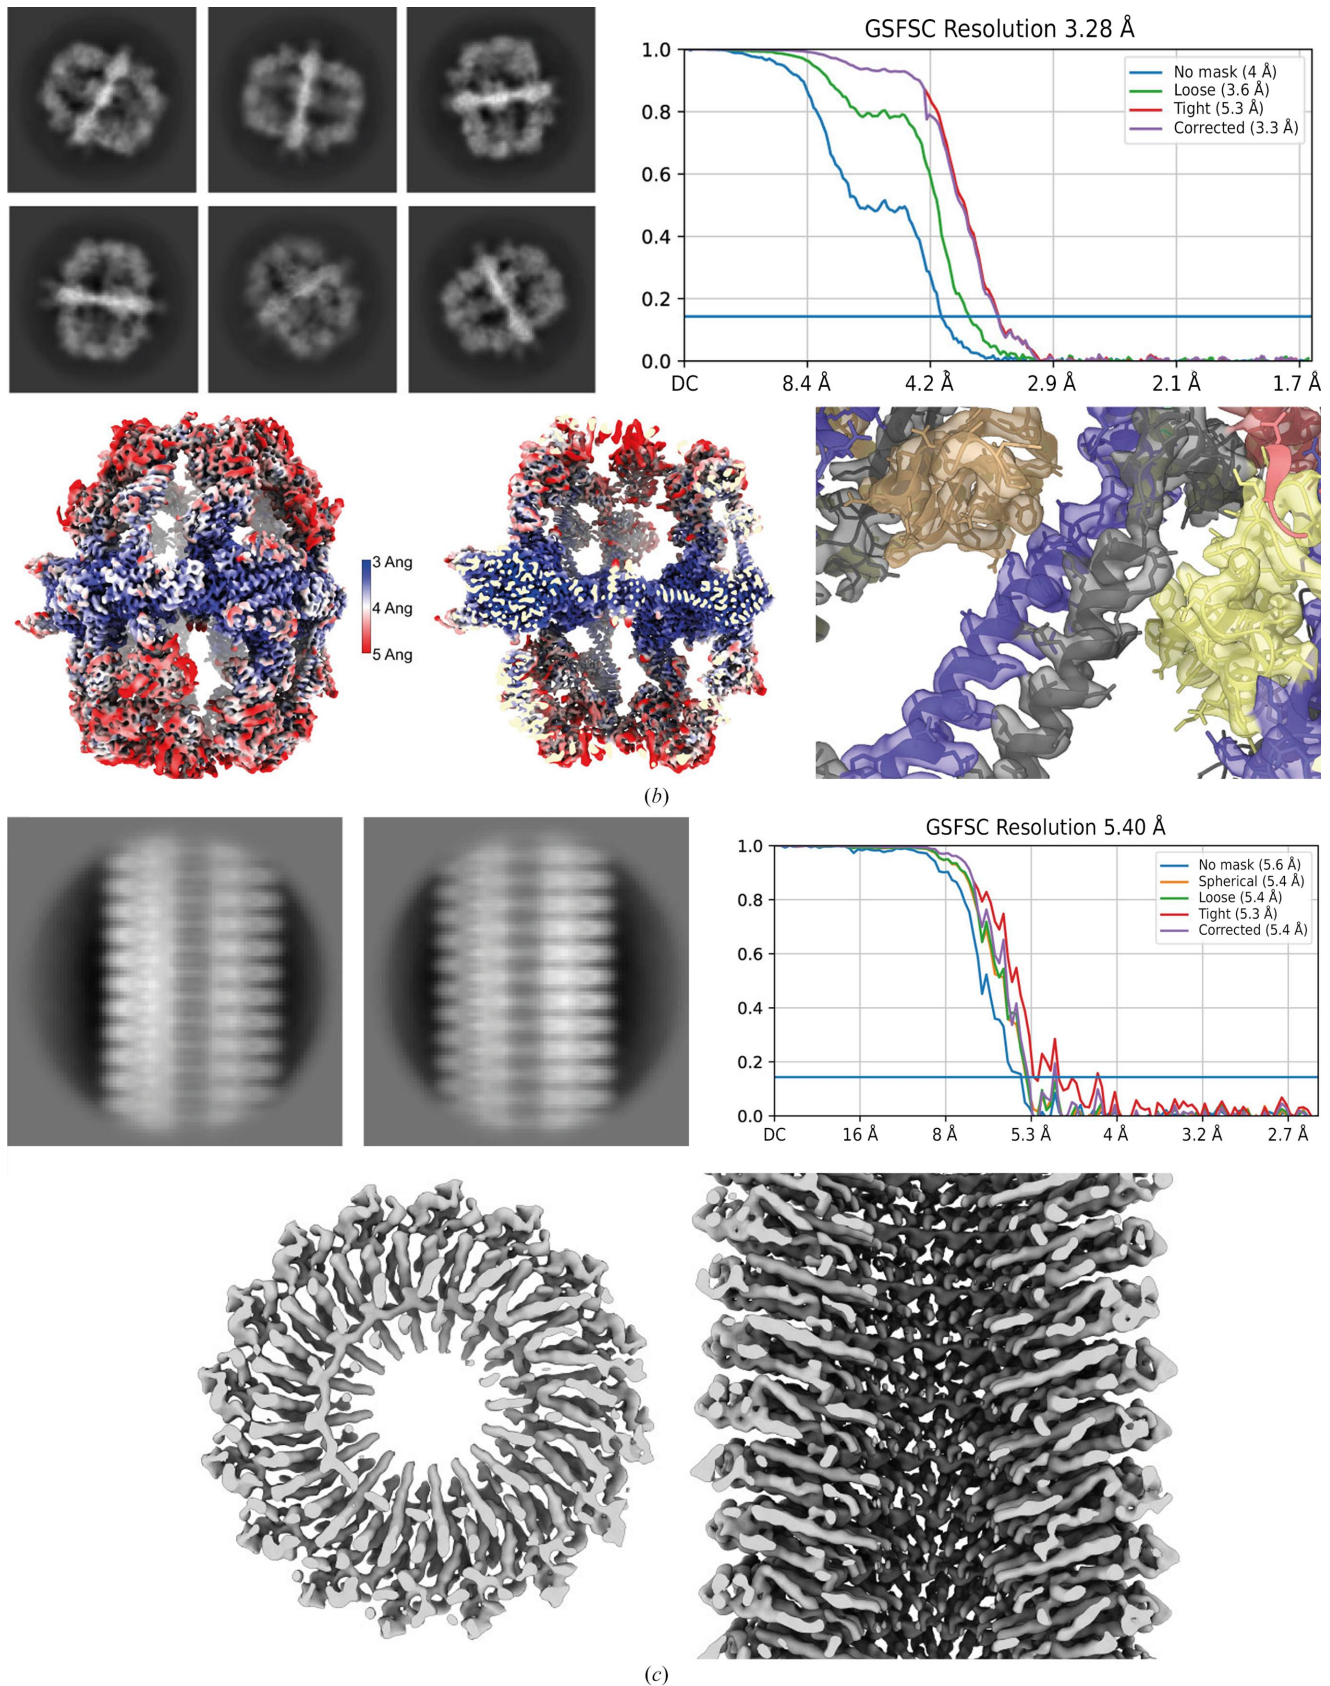 GSFSC Resolution 3.28 Å
1.0
0.8
0.6
0.4
0.2
0.0
No mask (4 Å)
Loose (3.6 Å)
Tight (5.3 Å)
Corrected (3.3 Å)
DC 8.4 Å 4.2 Å 2.9 Å 2.1 Å 1.7 Å
3 Ang
4 Ang
5 Ang
(b)
GSFSC Resolution 5.40 Å
1.0
0.8
0.6
0.4
0.2
0.0
No mask (5.6 Å)
Spherical (5.4 Å)
Loose (5.4 Å)
Tight (5.3 Å)
Corrected (5.4 Å)
DC 16 Å 8 Å 5.3 Å 4 Å 3.2 Å 2.7 Å
(c)